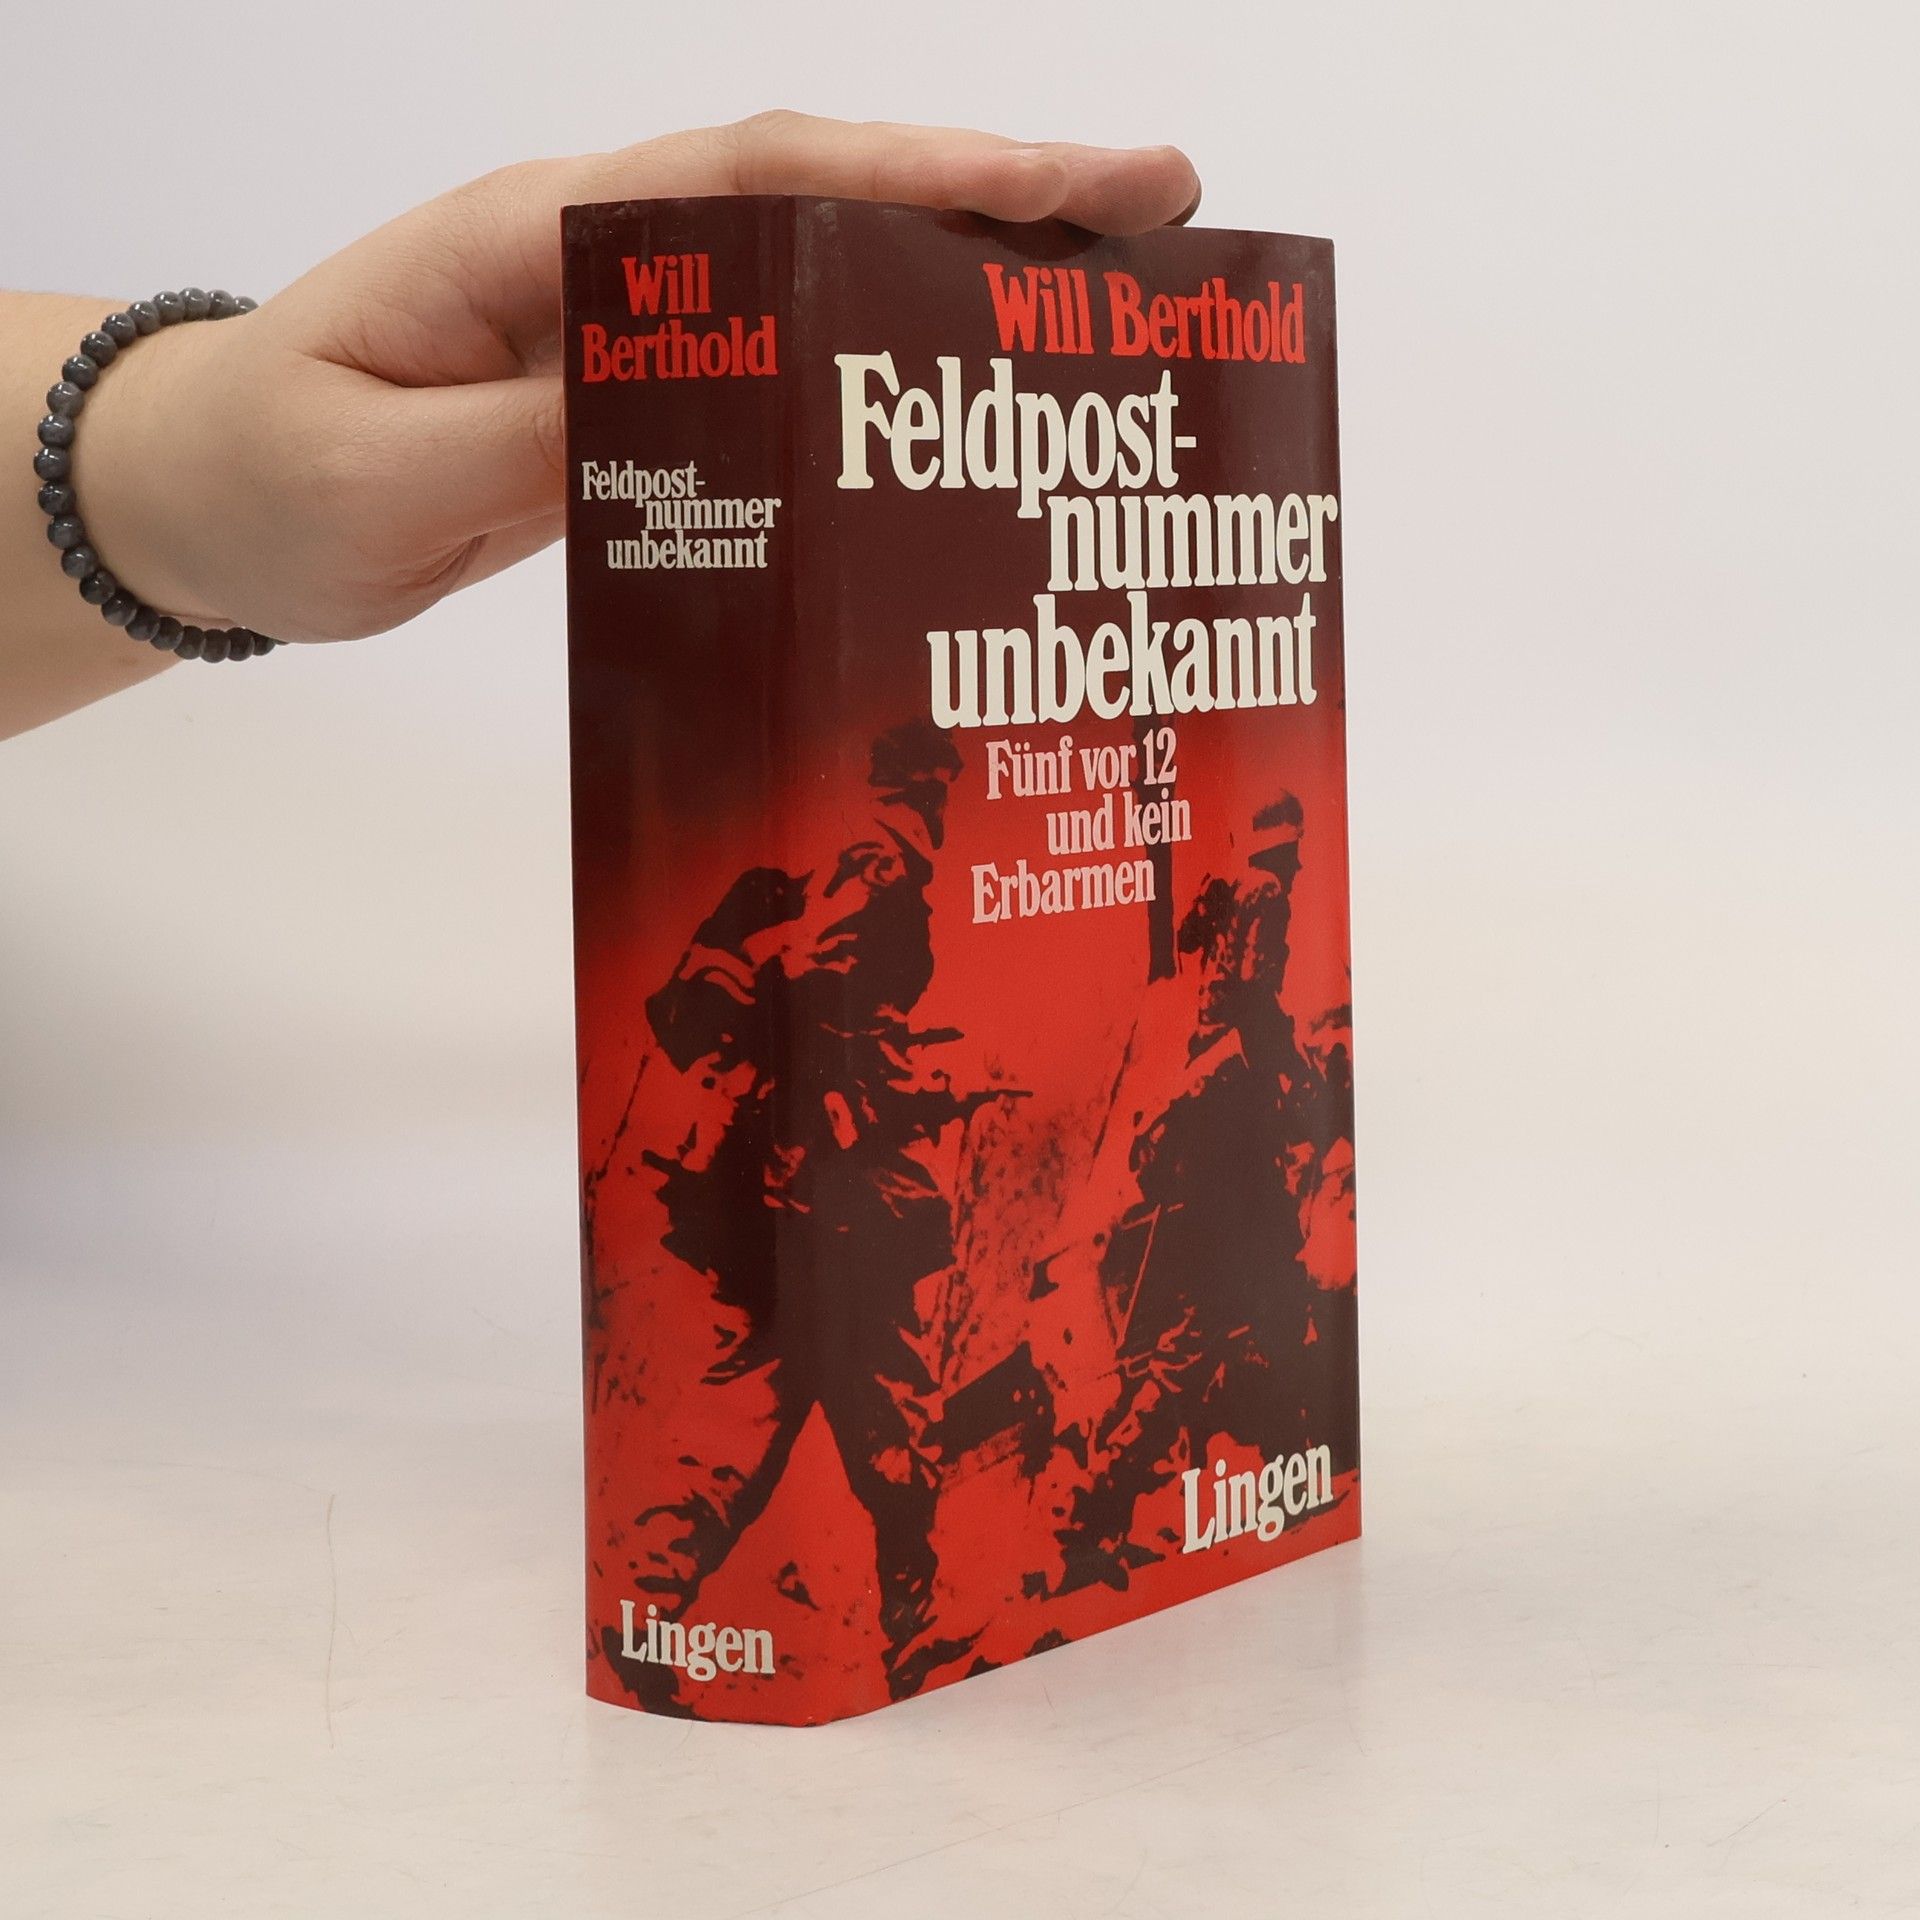 Will
Berthold
Feldpost-
nummer
unbekannt
Lingen
Will Berthold
Feldpost-
nummer
unbekannt
Fünf vor 12
und kein
Erbarmen
Lingen